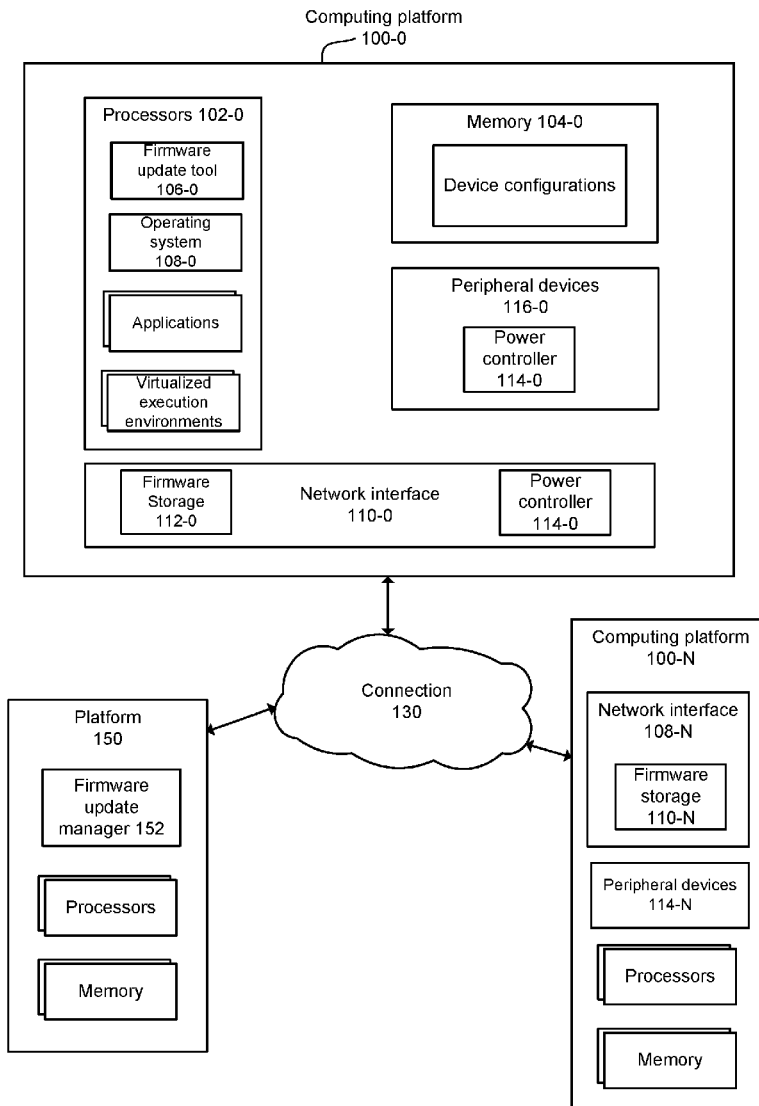 Computing platform
100-0
Processors 102-0
Firmware
update tool
106-0
Operating
system
108-0
Applications
Virtualized
execution
environments
Memory 104-0
Device configurations
Peripheral devices
116-0
Power
controller
114-0
Firmware
Storage
112-0
Network interface
110-0
Power
controller
114-0
Connection
130
Platform
150
Firmware
update
manager 152
Processors
Memory
Computing platform
100-N
Network interface
108-N
Firmware
storage
110-N
Peripheral devices
114-N
Processors
Memory